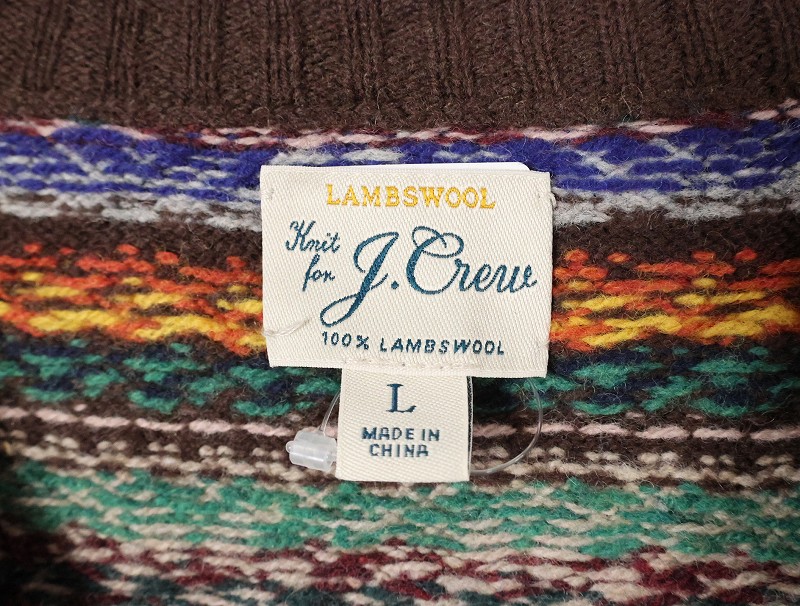 LAMBSWOOL
Knit for J.Crew
100% LAMBSWOOL
L
MADE IN
CHINA